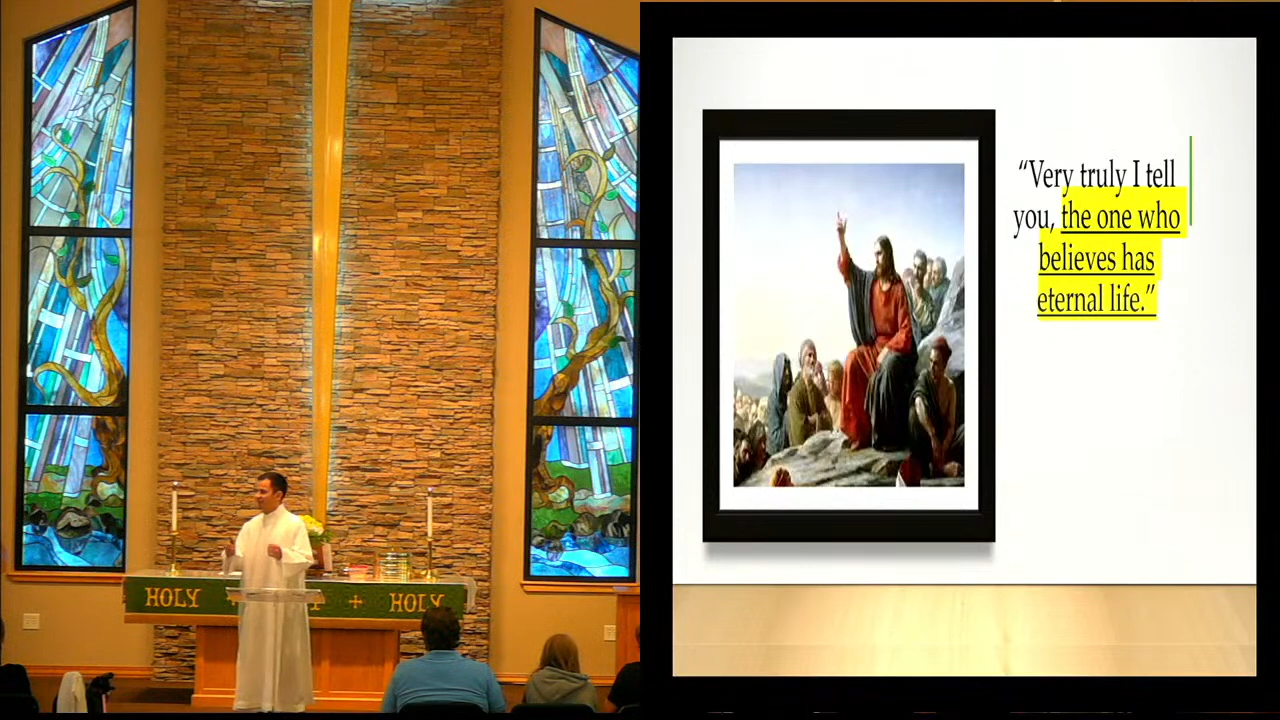 HOLY + + HOLY
“Very truly I tell
you, the one who
believes has
eternal life.”